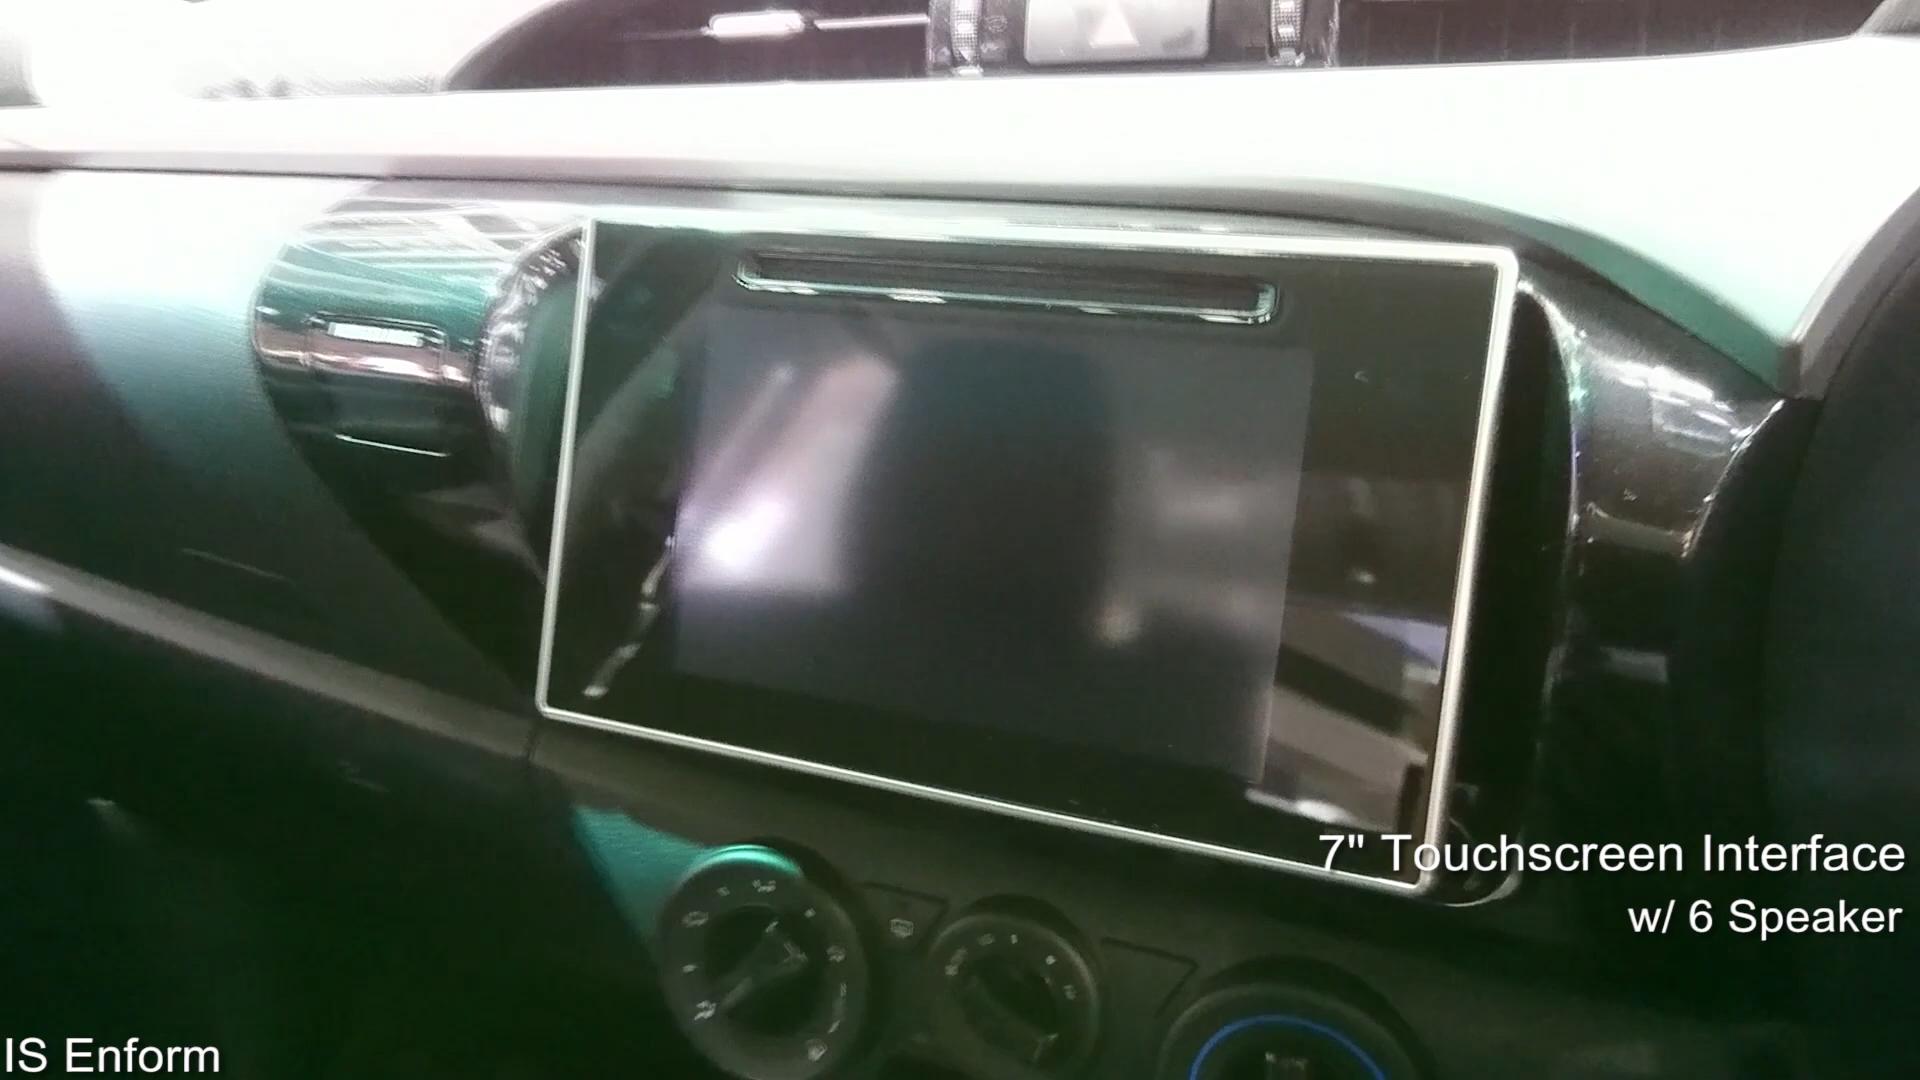 7" Touchscreen Interface
w/ 6 Speaker
IS Enform